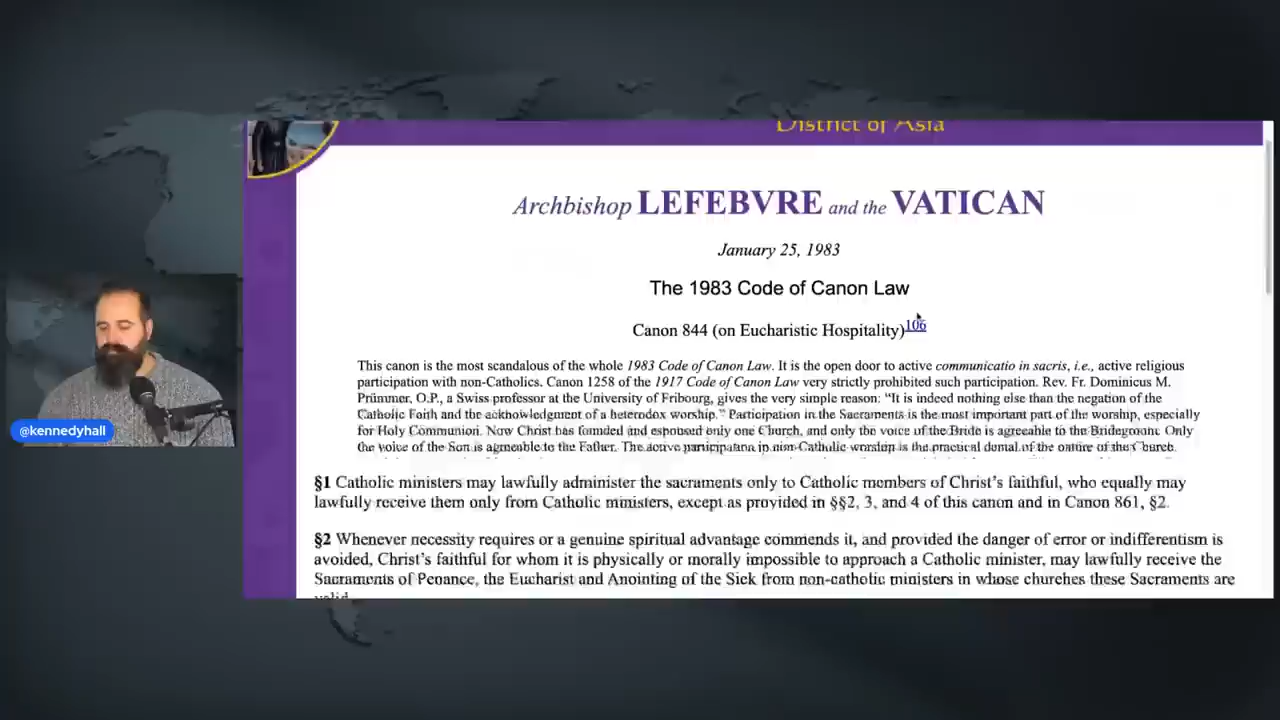 District of Asia
Archbishop LEFEBVRE and the VATICAN
January 25, 1983
The 1983 Code of Canon Law
Canon 844 (on Eucharistic Hospitality)106
This canon is the most scandalous of the whole 1983 Code of Canon Law. It is the open door to active communicatio in sacris, i.e., active religious
participation with non-Catholics. Canon 1258 of the 1917 Code of Canon Law very strictly prohibited such participation. Rev. Fr. Dominicus M.
Prümmer, O.P., a Swiss professor at the University of Fribourg, gives the very simple reason: “It is indeed nothing else than the negation of the
Catholic Faith and the acknowledgment of a heterodox worship.” Participation in the Sacraments is the most important part of the worship, especially
for Holy Communion. Now Christ has founded and espoused only one Church, and only the voice of the Bride is agreeable to the Bridegroom. Only
the voice of the Son is agreeable to the Father. The active participation in non-Catholic worship is the practical denial of the nature of the Church.
§1 Catholic ministers may lawfully administer the sacraments only to Catholic members of Christ’s faithful, who equally may
lawfully receive them only from Catholic ministers, except as provided in §§2, 3, and 4 of this canon and in Canon 861, §2.
§2 Whenever necessity requires or a genuine spiritual advantage commends it, and provided the danger of error or indifferentism is
avoided, Christ’s faithful for whom it is physically or morally impossible to approach a Catholic minister, may lawfully receive the
Sacraments of Penance, the Eucharist and Anointing of the Sick from non-catholic ministers in whose churches these Sacraments are
valid.
@kennedyhall